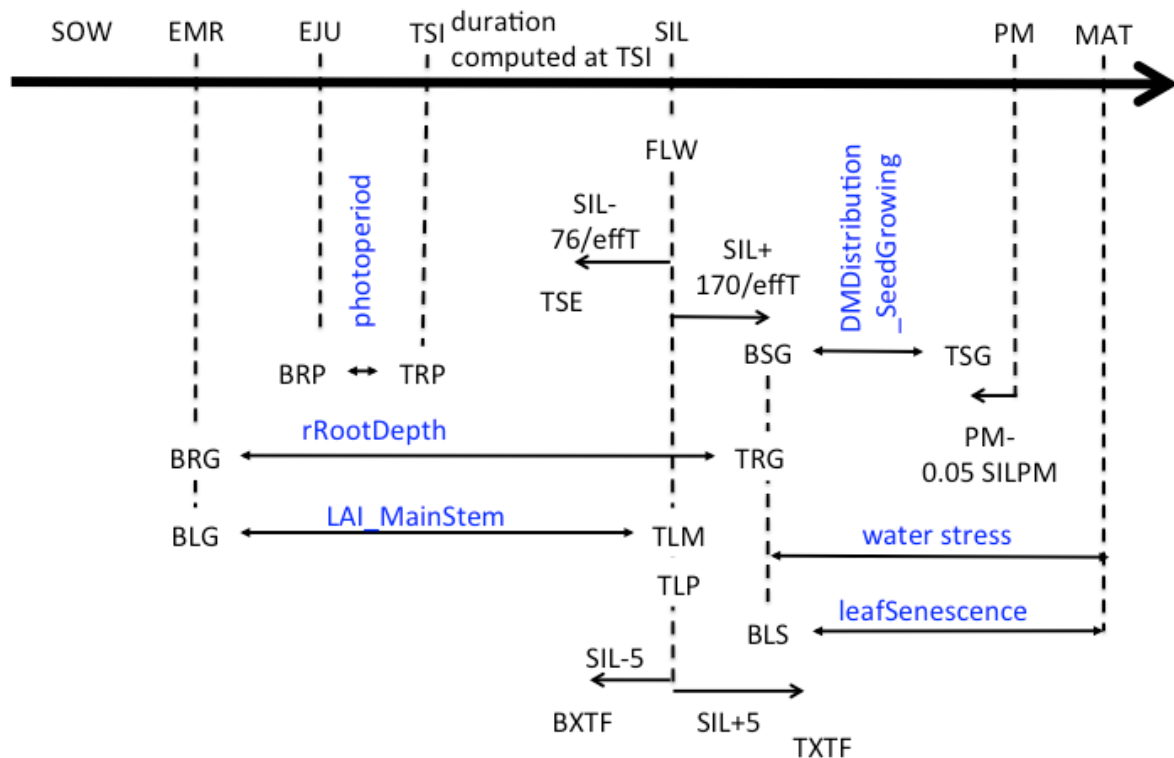 SOW
EMR
EJU
TSI
duration
computed at TSI
SIL
PM
MAT
FLW
photoperiod
SIL-
76/effT
TSE
SIL+
170/effT
DMDistribution
_SeedGrowing
BSG
TSG
BRP
TRP
PM-
0.05 SILPM
rRootDepth
BRG
TRG
LAI_MainStem
BLG
TLM
water stress
TLP
leafSenescence
BLS
SIL-5
BXTF
SIL+5
TXTF